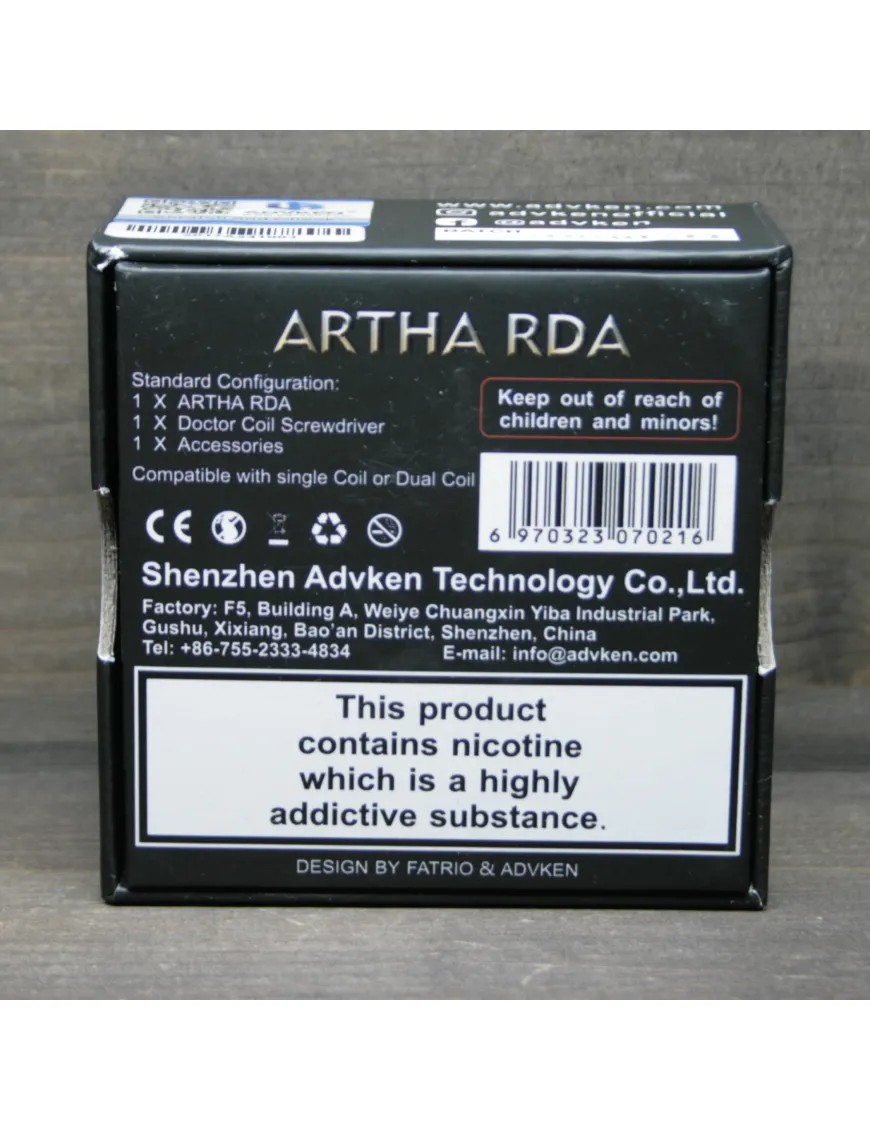 ADVKEN
www.advken.com
advkenofficial
@advken
BATCH
ARTHA RDA
Standard Configuration:
1 X ARTHA RDA
1 X Doctor Coil Screwdriver
1 X Accessories
Compatible with single Coil or Dual Coil
Keep out of reach of
children and minors!
6 970323 070216
CE
Shenzhen Advken Technology Co.,Ltd.
Factory: F5, Building A, Weiye Chuangxin Yiba Industrial Park,
Gushu, Xixiang, Bao'an District, Shenzhen, China
Tel: +86-755-2333-4834 E-mail: info@advken.com
This product
contains nicotine
which is a highly
addictive substance.
DESIGN BY FATRIO & ADVKEN